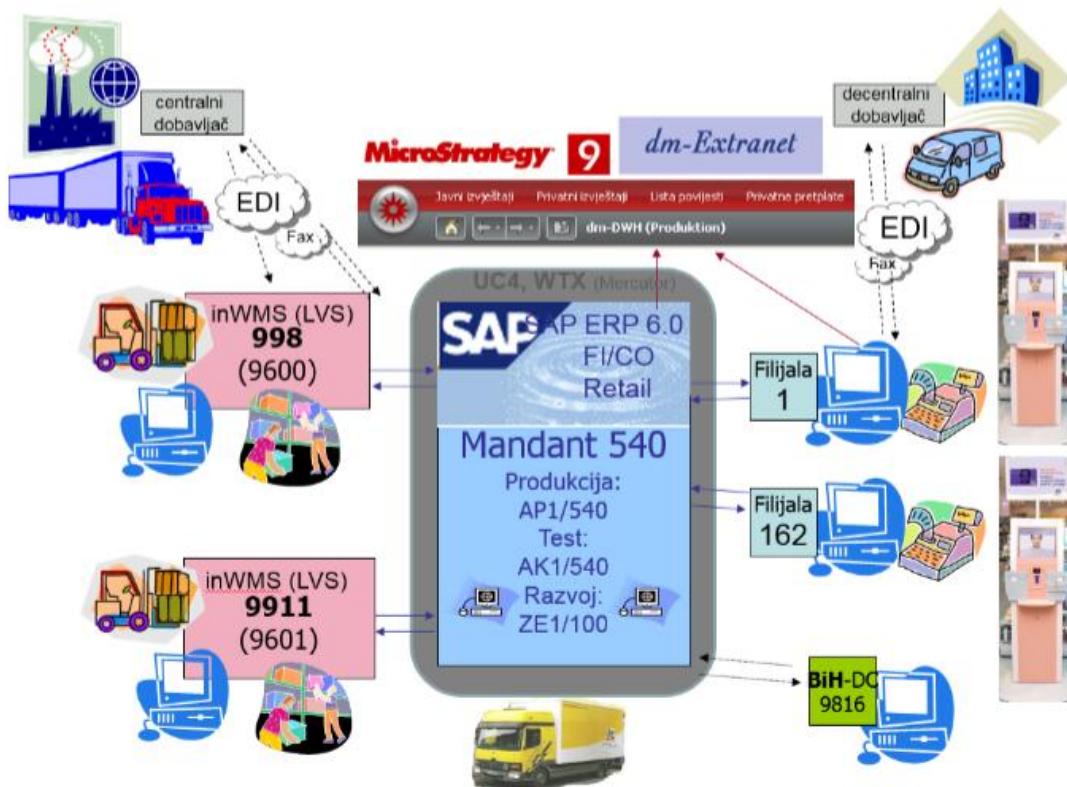 centralni
dobavljač
decentralni
dobavljač
MicroStrategy 9
dm-Extranet
EDI
Fax
Javni izvještaji
Privatni izvještaji
Lista povijesti
Privatne pretplate
dm-DWH (Produktion)
EDI
Fax
UC4, WTX (Mercator)
inWMS (LVS)
998
(9600)
SAP
SAP ERP 6.0
FI/CO
Retail
Filijala
1
Mandant 540
Produkcija:
AP1/540
Test:
AK1/540
Razvoj:
ZE1/100
Filijala
162
inWMS (LVS)
9911
(9601)
BiH-DC
9816